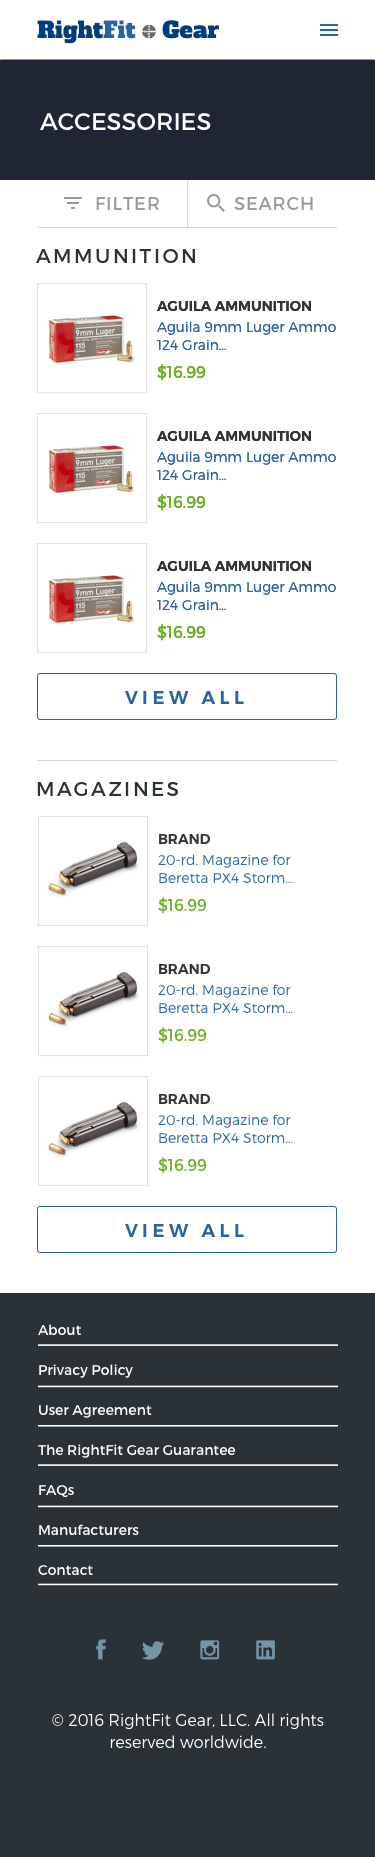 RightFit Gear
ACCESSORIES
FILTER
SEARCH
AMMUNITION
9mm Luger
115
AGUILA AMMUNITION
Aguila 9mm Luger Ammo
124 Grain...
$16.99
9mm Luger
115
AGUILA AMMUNITION
Aguila 9mm Luger Ammo
124 Grain...
$16.99
9mm Luger
115
AGUILA AMMUNITION
Aguila 9mm Luger Ammo
124 Grain...
$16.99
VIEW ALL
MAGAZINES
BRAND
20-rd. Magazine for
Beretta PX4 Storm...
$16.99
BRAND
20-rd. Magazine for
Beretta PX4 Storm...
$16.99
BRAND
20-rd. Magazine for
Beretta PX4 Storm...
$16.99
VIEW ALL
About
Privacy Policy
User Agreement
The RightFit Gear Guarantee
FAQs
Manufacturers
Contact
© 2016 RightFit Gear, LLC. All rights
reserved worldwide.